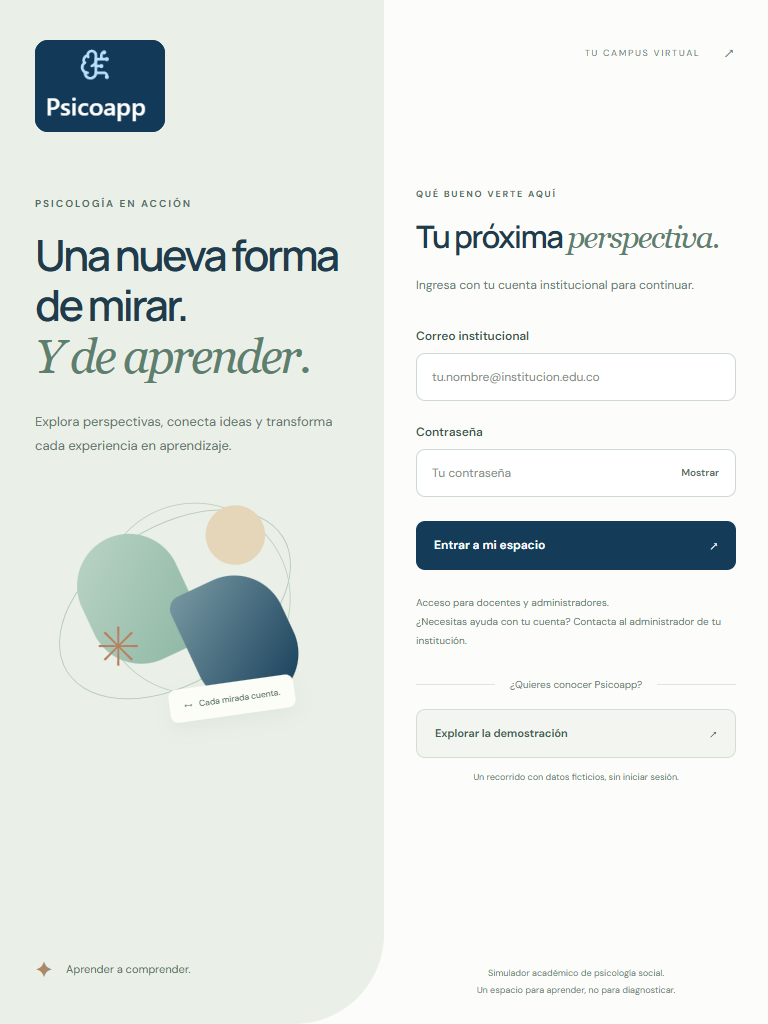 Psicoapp
PSICOLOGÍA EN ACCIÓN
Una nueva forma
de mirar.
Y de aprender.
Explora perspectivas, conecta ideas y transforma
cada experiencia en aprendizaje.
↔ Cada mirada cuenta.
Aprender a comprender.
TU CAMPUS VIRTUAL ↗
QUÉ BUENO VERTE AQUÍ
Tu próxima perspectiva.
Ingresa con tu cuenta institucional para continuar.
Correo institucional
tu.nombre@institucion.edu.co
Contraseña
Tu contraseña Mostrar
Entrar a mi espacio ↗
Acceso para docentes y administradores.
¿Necesitas ayuda con tu cuenta? Contacta al administrador de tu
institución.
¿Quieres conocer Psicoapp?
Explorar la demostración ↗
Un recorrido con datos ficticios, sin iniciar sesión.
Simulador académico de psicología social.
Un espacio para aprender, no para diagnosticar.